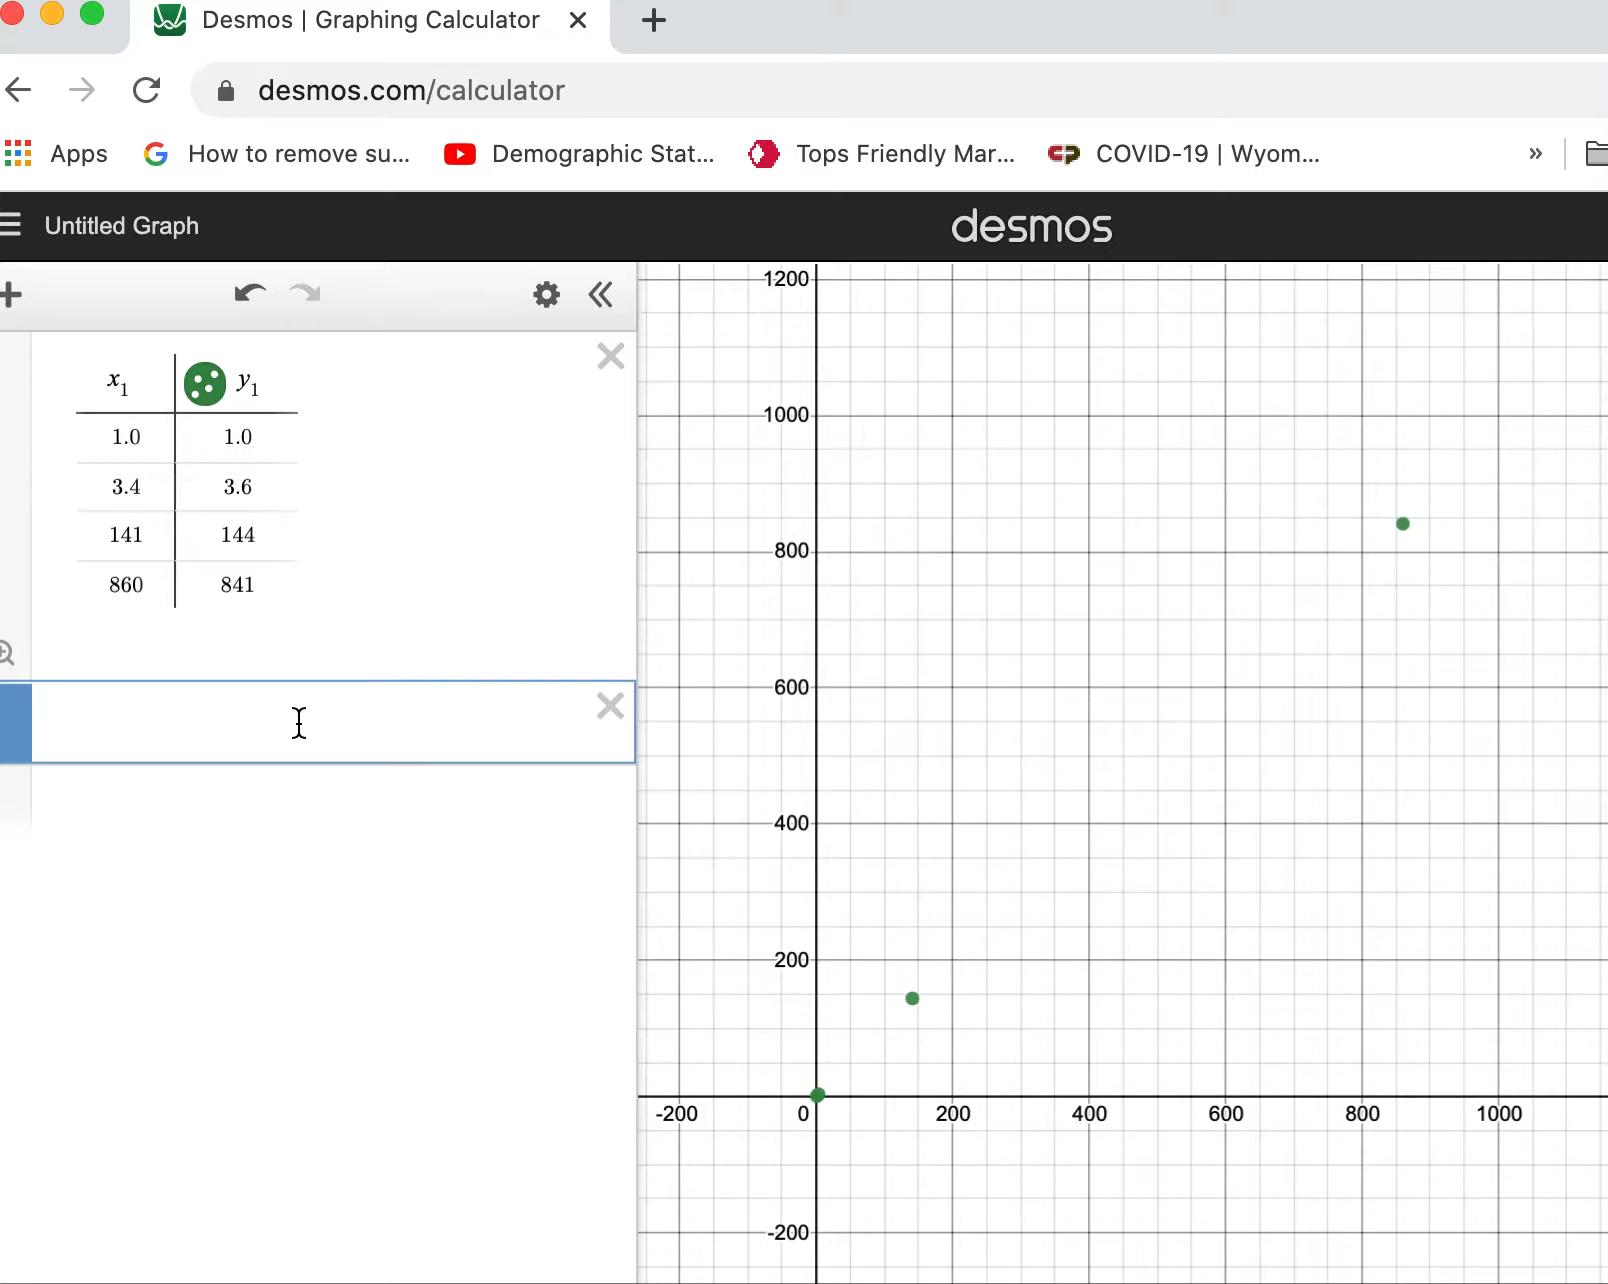 Desmos | Graphing Calculator
desmos.com/calculator
Apps How to remove su... Demographic Stat... Tops Friendly Mar... COVID-19 | Wyom... »
Untitled Graph desmos
x₁ y₁
1.0 1.0
3.4 3.6
141 144
860 841
1200
1000
800
600
400
200
-200 0 200 400 600 800 1000
-200